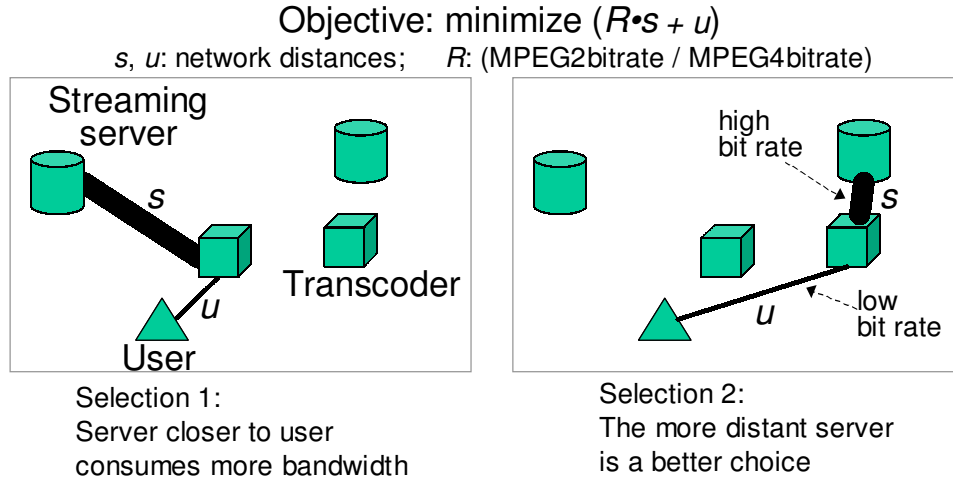 Objective: minimize (R•s + u)
s, u: network distances; R: (MPEG2bitrate / MPEG4bitrate)
Streaming
server
s
Transcoder
u
User
high
bit rate
s
u
low
bit rate
Selection 1:
Server closer to user
consumes more bandwidth
Selection 2:
The more distant server
is a better choice